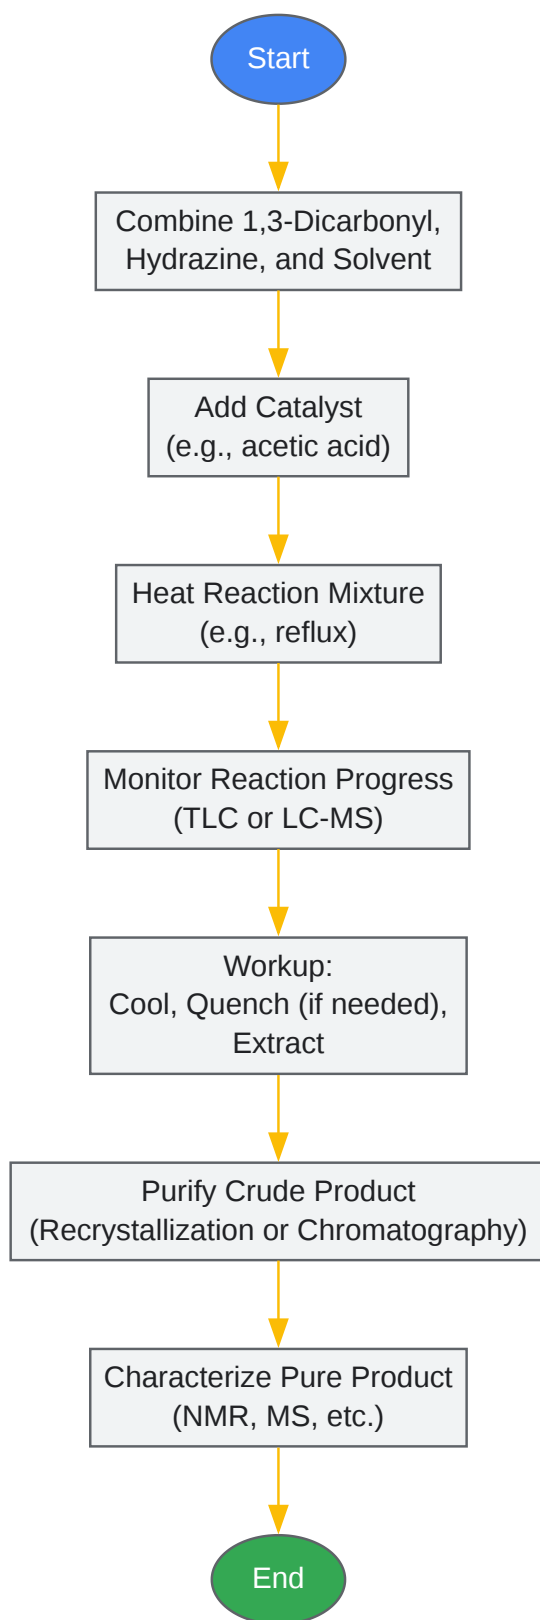 Start
Combine 1,3-Dicarbonyl,
Hydrazine, and Solvent
Add Catalyst
(e.g., acetic acid)
Heat Reaction Mixture
(e.g., reflux)
Monitor Reaction Progress
(TLC or LC-MS)
Workup:
Cool, Quench (if needed),
Extract
Purify Crude Product
(Recrystallization or Chromatography)
Characterize Pure Product
(NMR, MS, etc.)
End